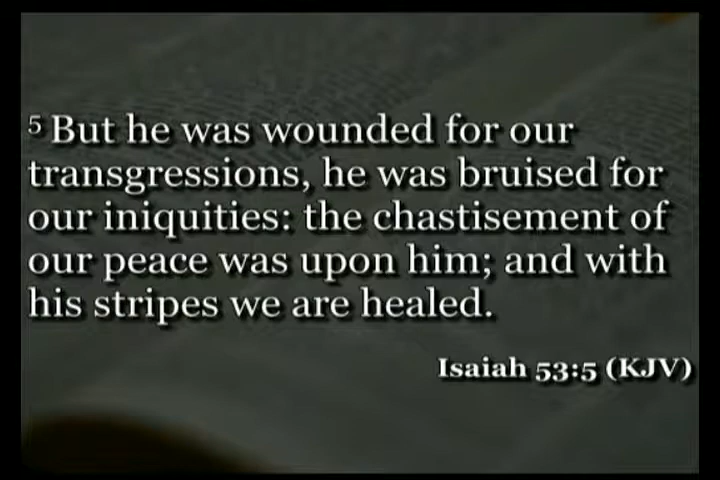 5 But he was wounded for our
transgressions, he was bruised for
our iniquities: the chastisement of
our peace was upon him; and with
his stripes we are healed.
Isaiah 53:5 (KJV)